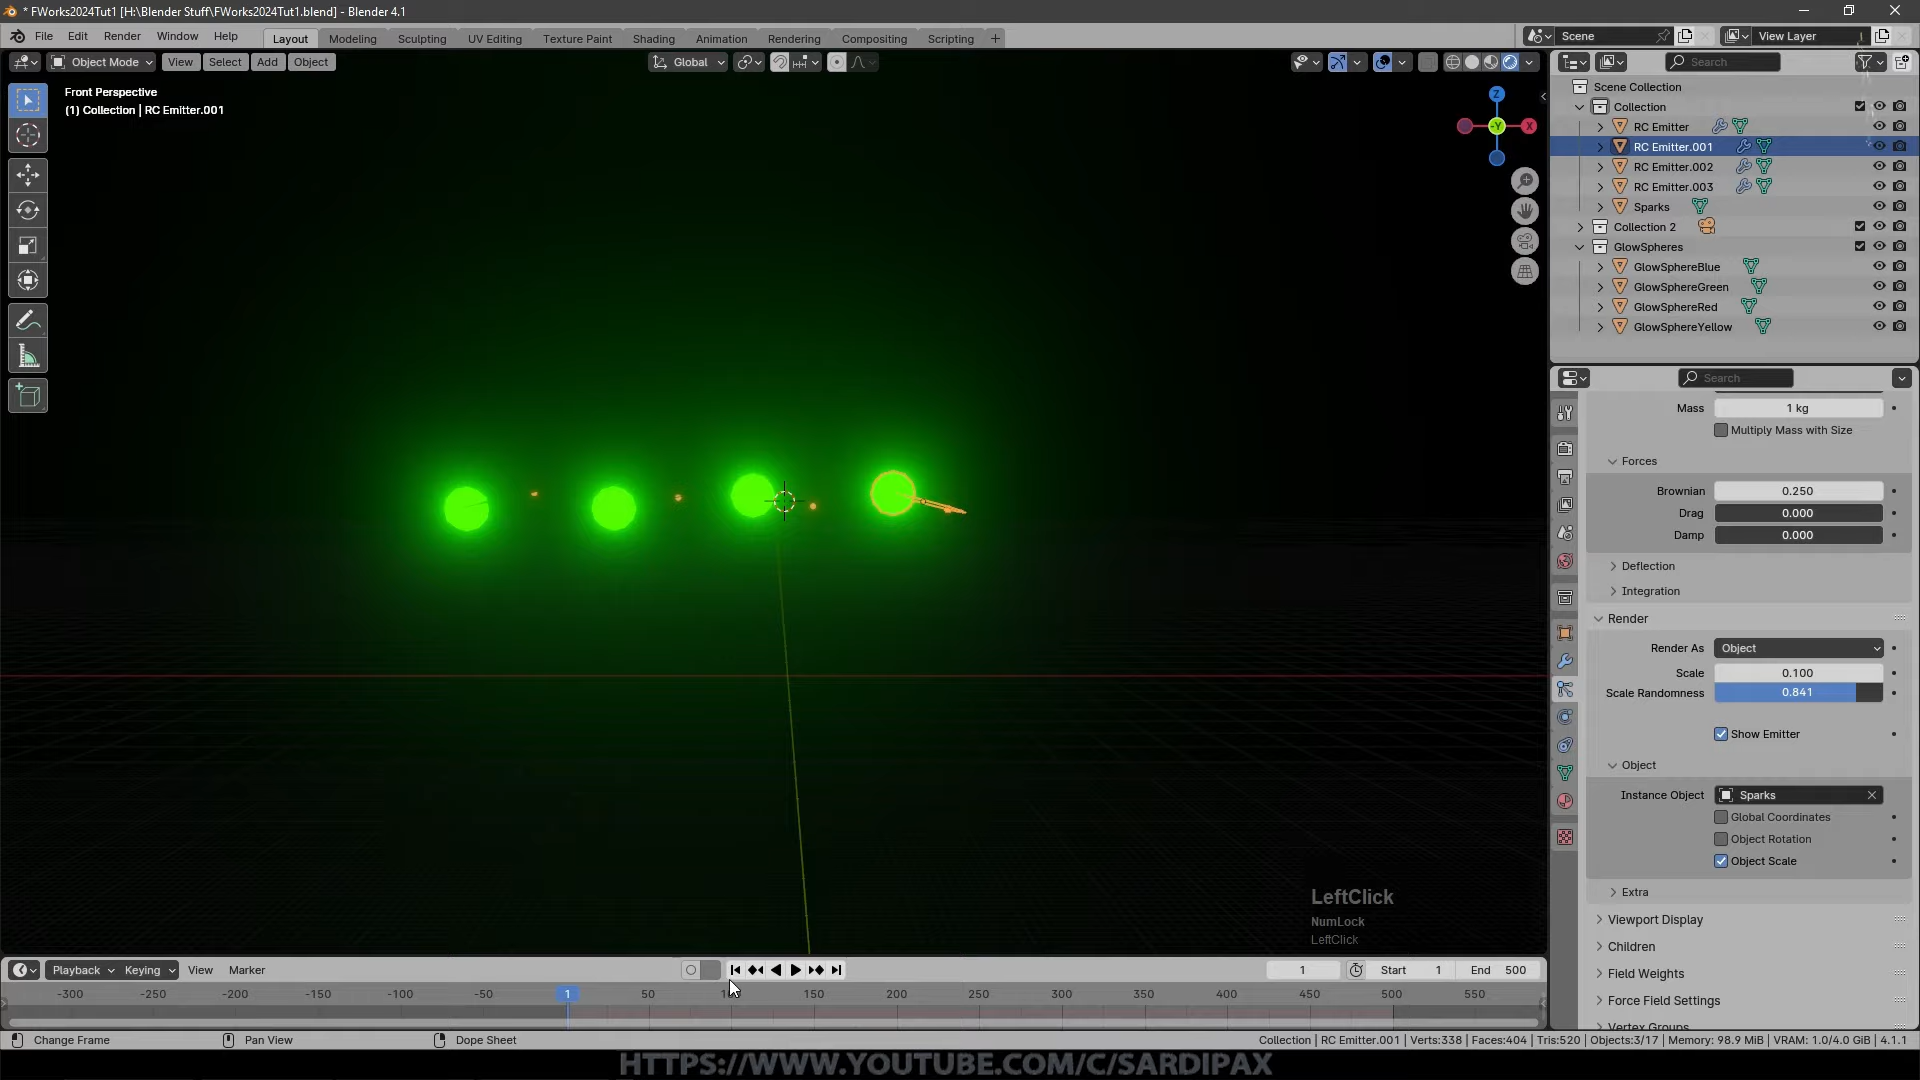 * FWorks2024Tut1 [H:\Blender Stuff\FWorks2024Tut1.blend] - Blender 4.1
File Edit Render Window Help Layout Modeling Sculpting UV Editing Texture Paint Shading Animation Rendering Compositing Scripting + Scene View Layer
Object Mode View Select Add Object Global Search
Front Perspective
(1) Collection | RC Emitter.001
Z
Y X
Scene Collection
Collection
RC Emitter
RC Emitter.001
RC Emitter.002
RC Emitter.003
Sparks
Collection 2
GlowSpheres
GlowSphereBlue
GlowSphereGreen
GlowSphereRed
GlowSphereYellow
Search
Mass 1 kg
Multiply Mass with Size
Forces
Brownian 0.250
Drag 0.000
Damp 0.000
Deflection
Integration
Render
Render As Object
Scale 0.100
Scale Randomness 0.841
Show Emitter
Object
Instance Object Sparks
Global Coordinates
Object Rotation
Object Scale
Extra
Viewport Display
Children
Field Weights
Force Field Settings
Vertex Groups
LeftClick
NumLock
LeftClick
Playback Keying View Marker 1 Start 1 End 500
-300 -250 -200 -150 -100 -50 1 50 100 150 200 250 300 350 400 450 500 550
Change Frame Pan View Dope Sheet Collection | RC Emitter.001 | Verts:338 | Faces:404 | Tris:520 | Objects:3/17 | Memory: 98.9 MiB | VRAM: 1.0/4.0 GiB | 4.1.1
HTTPS://WWW.YOUTUBE.COM/C/SARDIPAX